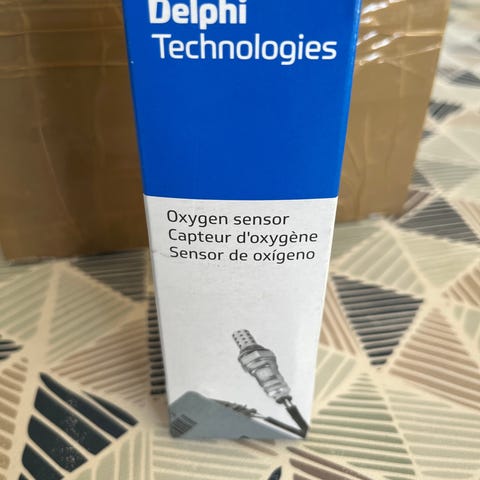 Delphi
Technologies
Oxygen sensor
Capteur d'oxygène
Sensor de oxígeno